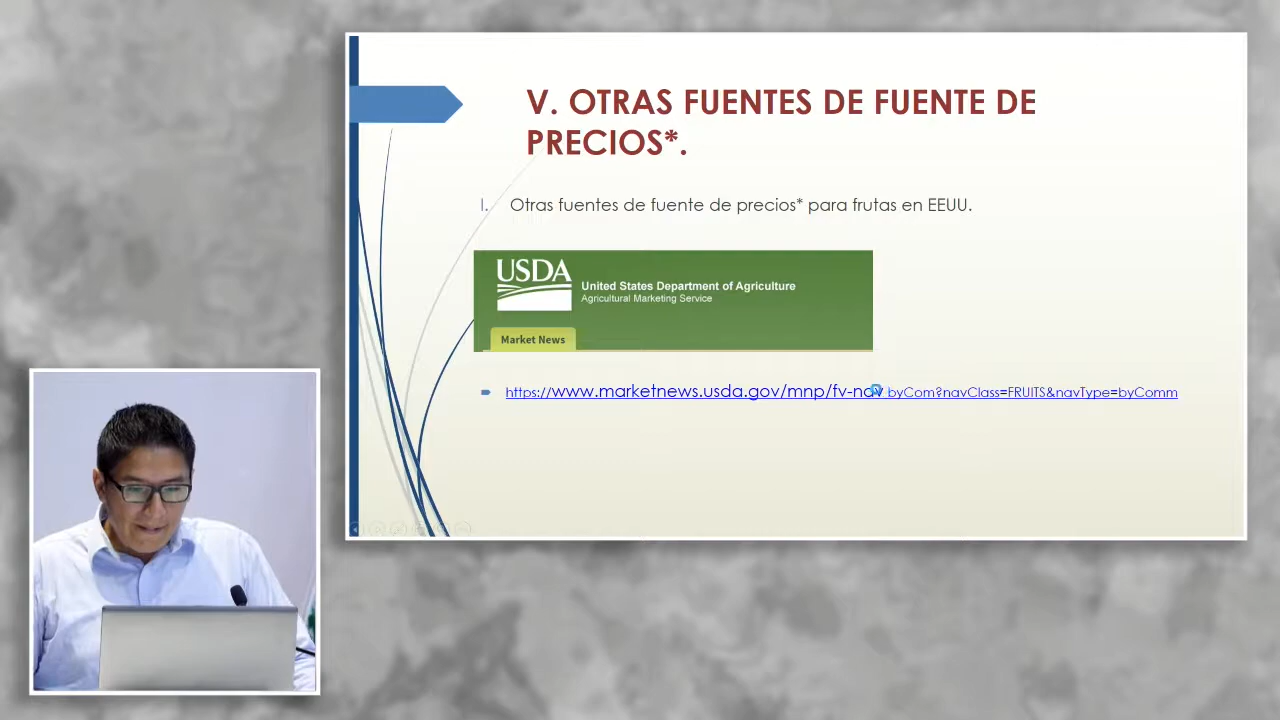 V. OTRAS FUENTES DE FUENTE DE
PRECIOS*.
I. Otras fuentes de fuente de precios* para frutas en EEUU.
USDA
United States Department of Agriculture
Agricultural Marketing Service
Market News
https://www.marketnews.usda.gov/mnp/fv-nav-byCom?navClass=FRUITS&navType=byComm